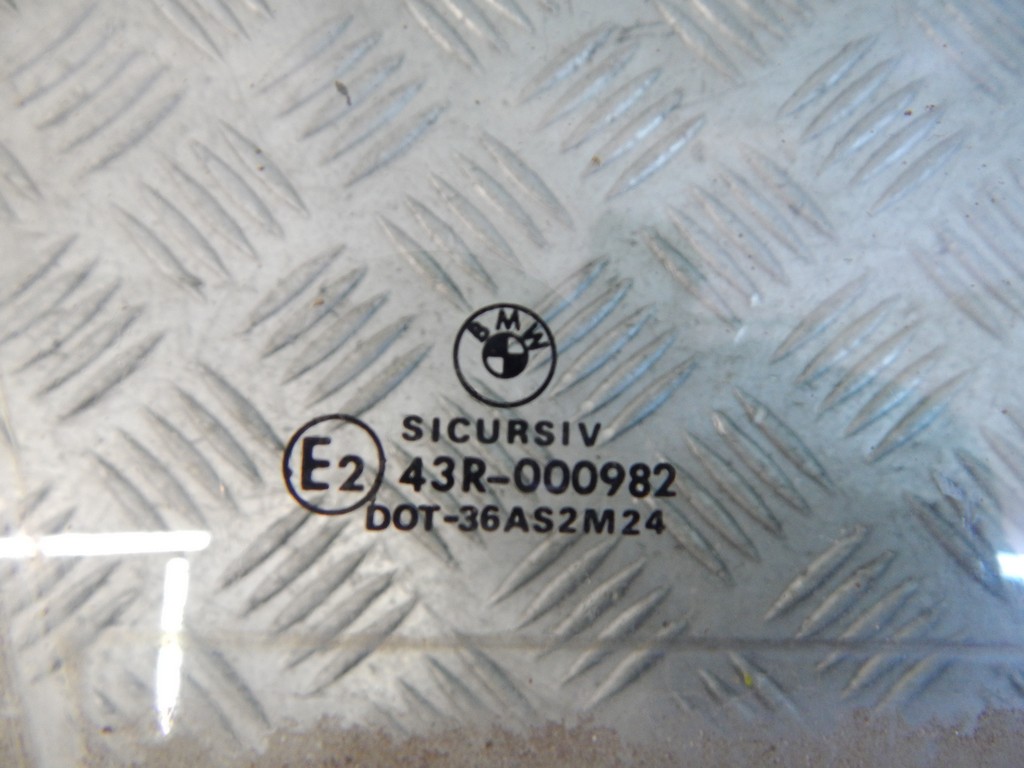 BMW
SICURSIV
E2 43R-000982
DOT-36AS2M24